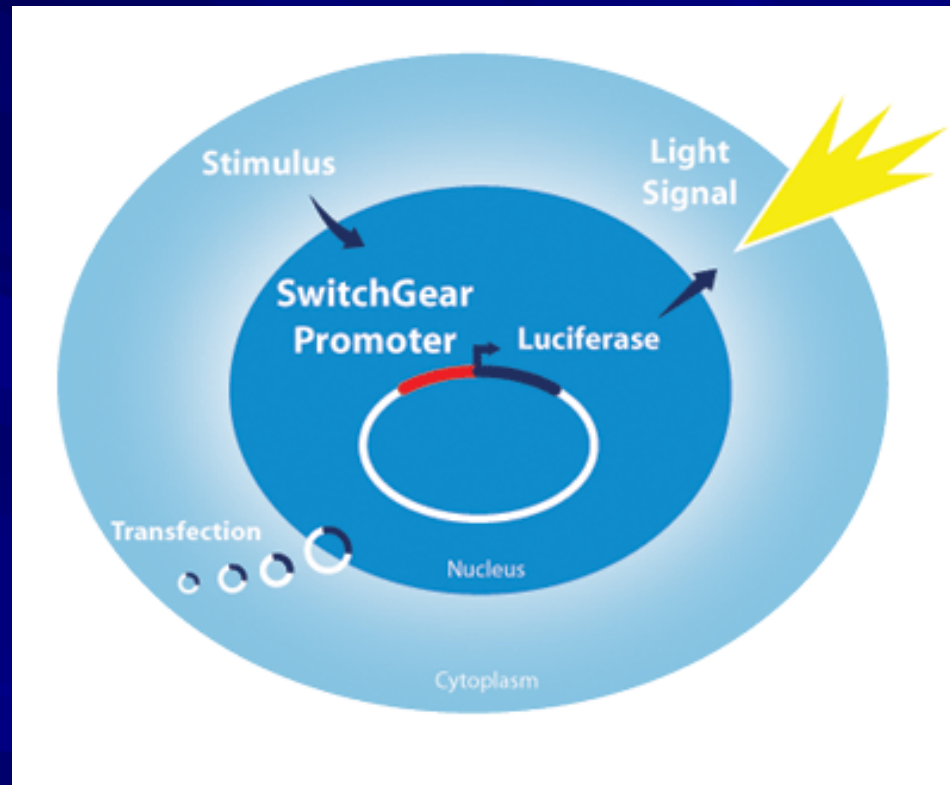 Stimulus
Light
Signal
SwitchGear
Promoter
Luciferase
Transfection
Nucleus
Cytoplasm